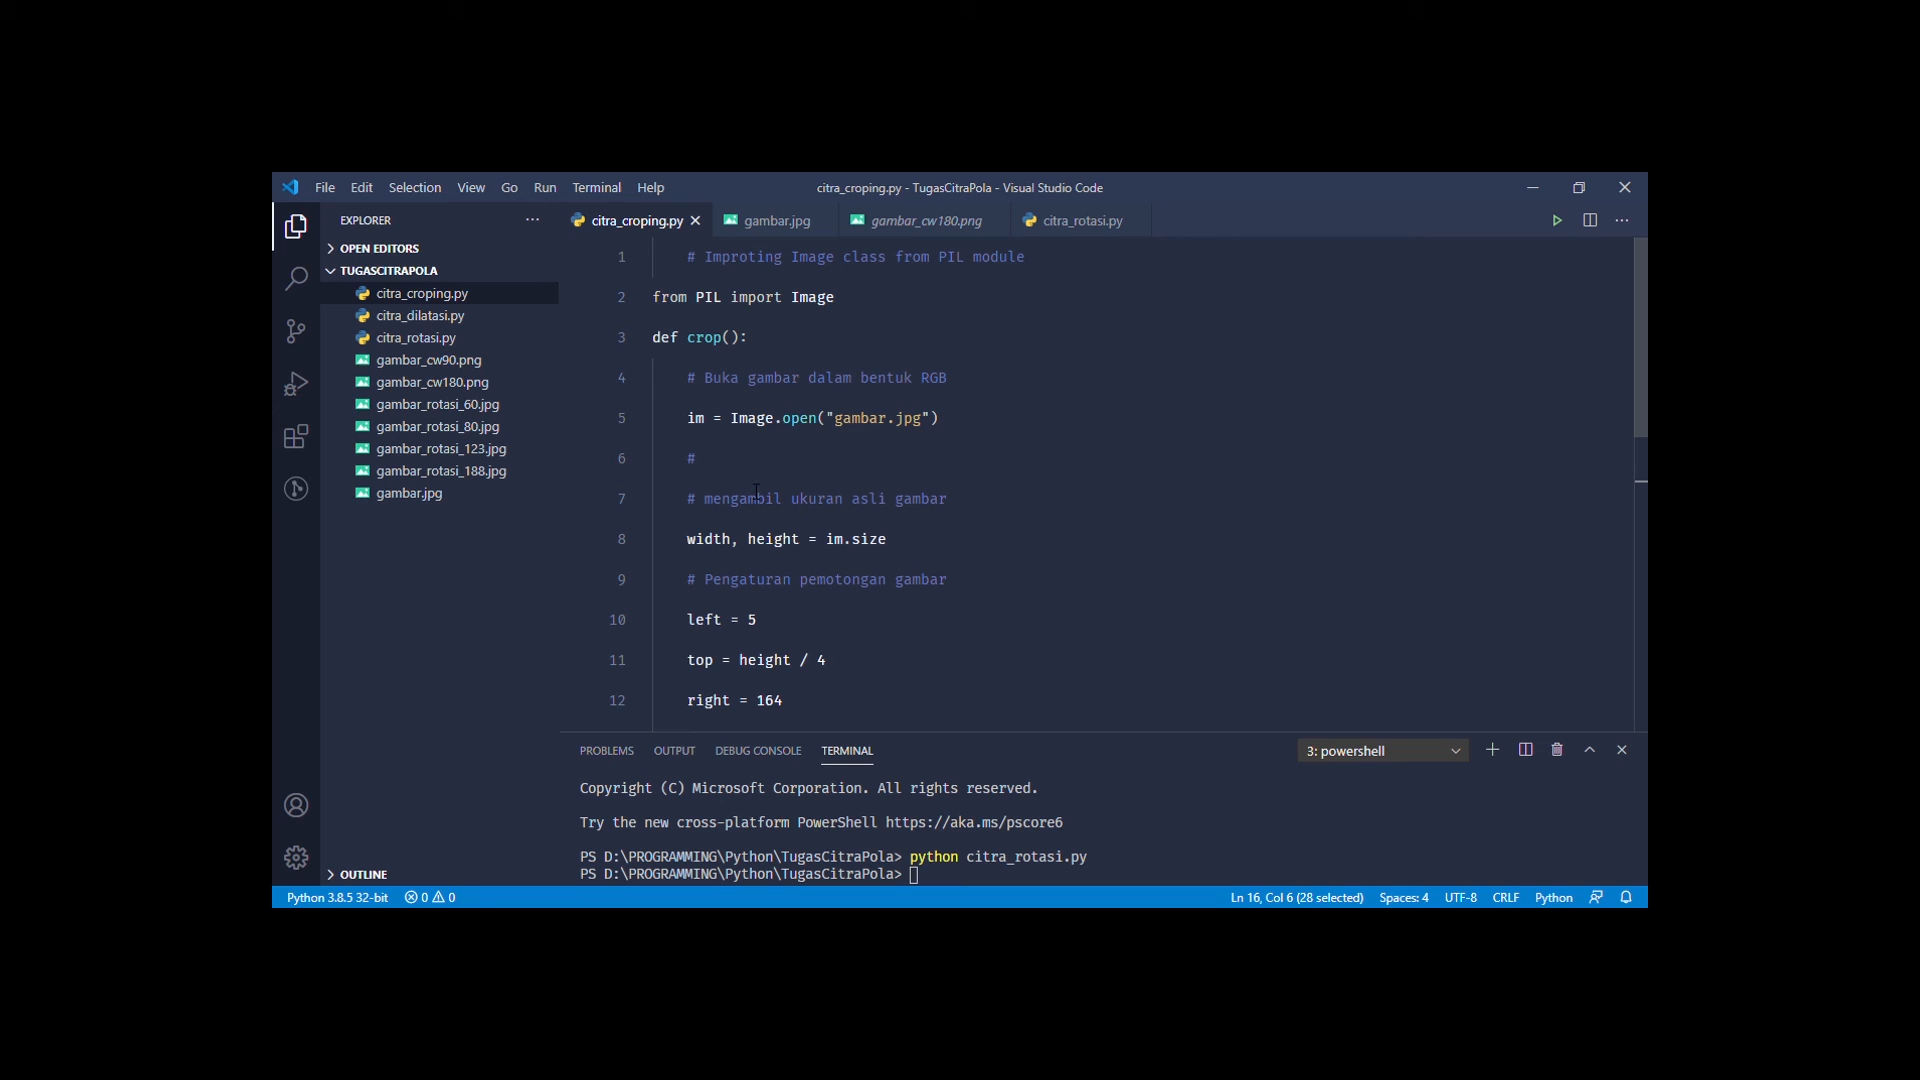 File Edit Selection View Go Run Terminal Help
citra_croping.py - TugasCitraPola - Visual Studio Code
EXPLORER
OPEN EDITORS
TUGASCITRAPOLA
citra_croping.py
citra_dilatasi.py
citra_rotasi.py
gambar_cw90.png
gambar_cw180.png
gambar_rotasi_60.jpg
gambar_rotasi_80.jpg
gambar_rotasi_123.jpg
gambar_rotasi_188.jpg
gambar.jpg
OUTLINE
citra_croping.py gambar.jpg gambar_cw180.png citra_rotasi.py
1 # Improting Image class from PIL module
2 from PIL import Image
3 def crop():
4 # Buka gambar dalam bentuk RGB
5 im = Image.open("gambar.jpg")
6 #
7 # mengambil ukuran asli gambar
8 width, height = im.size
9 # Pengaturan pemotongan gambar
10 left = 5
11 top = height / 4
12 right = 164
PROBLEMS OUTPUT DEBUG CONSOLE TERMINAL 3: powershell
Copyright (C) Microsoft Corporation. All rights reserved.
Try the new cross-platform PowerShell https://aka.ms/pscore6
PS D:\PROGRAMMING\Python\TugasCitraPola> python citra_rotasi.py
PS D:\PROGRAMMING\Python\TugasCitraPola>
Python 3.8.5 32-bit 0 0 Ln 16, Col 6 (28 selected) Spaces: 4 UTF-8 CRLF Python